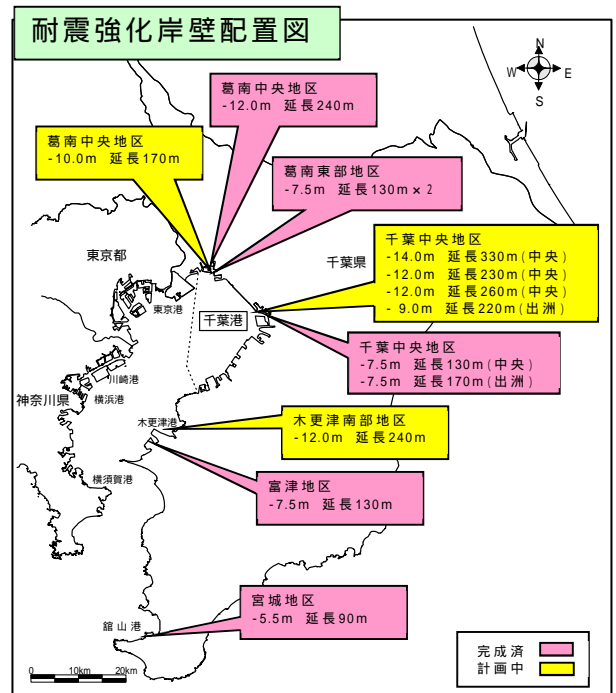 耐震強化岸壁配置図
N
W E
S
葛南中央地区
-12.0m 延長240m
葛南中央地区
-10.0m 延長170m
葛南東部地区
-7.5m 延長130m×2
千葉中央地区
-14.0m 延長330m(中央)
-12.0m 延長230m(中央)
-12.0m 延長260m(中央)
- 9.0m 延長220m(出洲)
東京都
千葉県
東京港
千葉港
千葉中央地区
-7.5m 延長130m(中央)
-7.5m 延長170m(出洲)
川崎港
神奈川県
横浜港
木更津港
木更津南部地区
-12.0m 延長240m
横須賀港
富津地区
-7.5m 延長130m
宮城地区
-5.5m 延長90m
舘山港
完成済
計画中
0 10km 20km